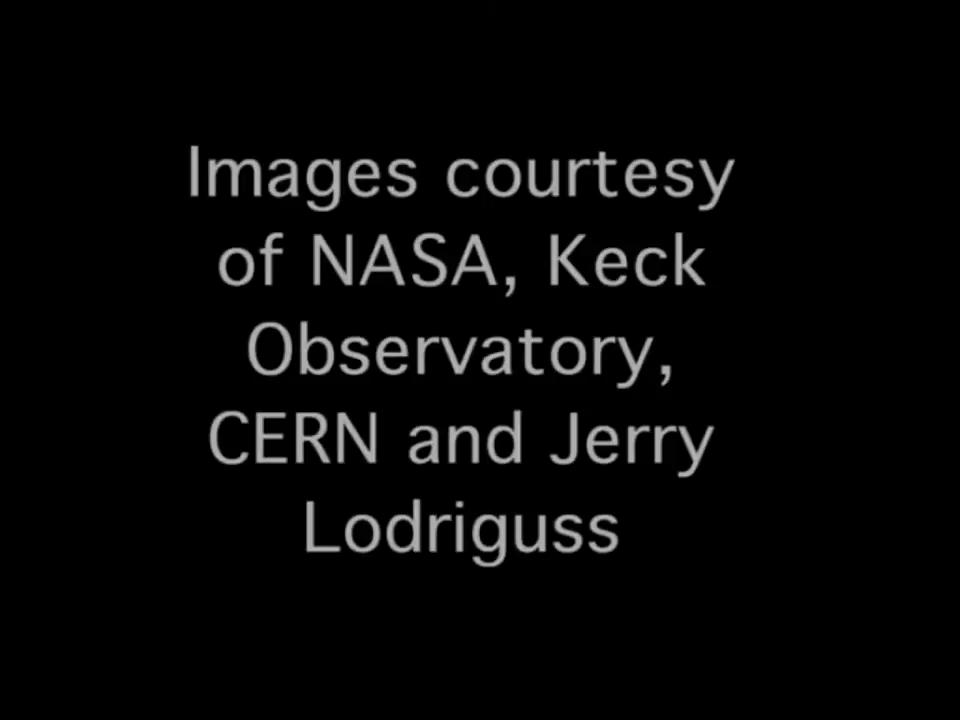 Images courtesy
of NASA, Keck
Observatory,
CERN and Jerry
Lodriguss